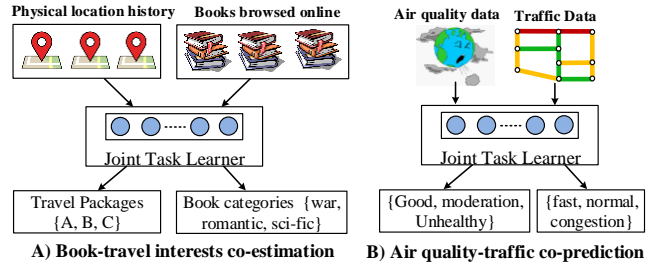 Physical location history
Books browsed online
Joint Task Learner
Travel Packages
{A, B, C}
Book categories {war,
romantic, sci-fic}
A) Book-travel interests co-estimation
Air quality data
Traffic Data
Joint Task Learner
{Good, moderation,
Unhealthy}
{fast, normal,
congestion}
B) Air quality-traffic co-prediction